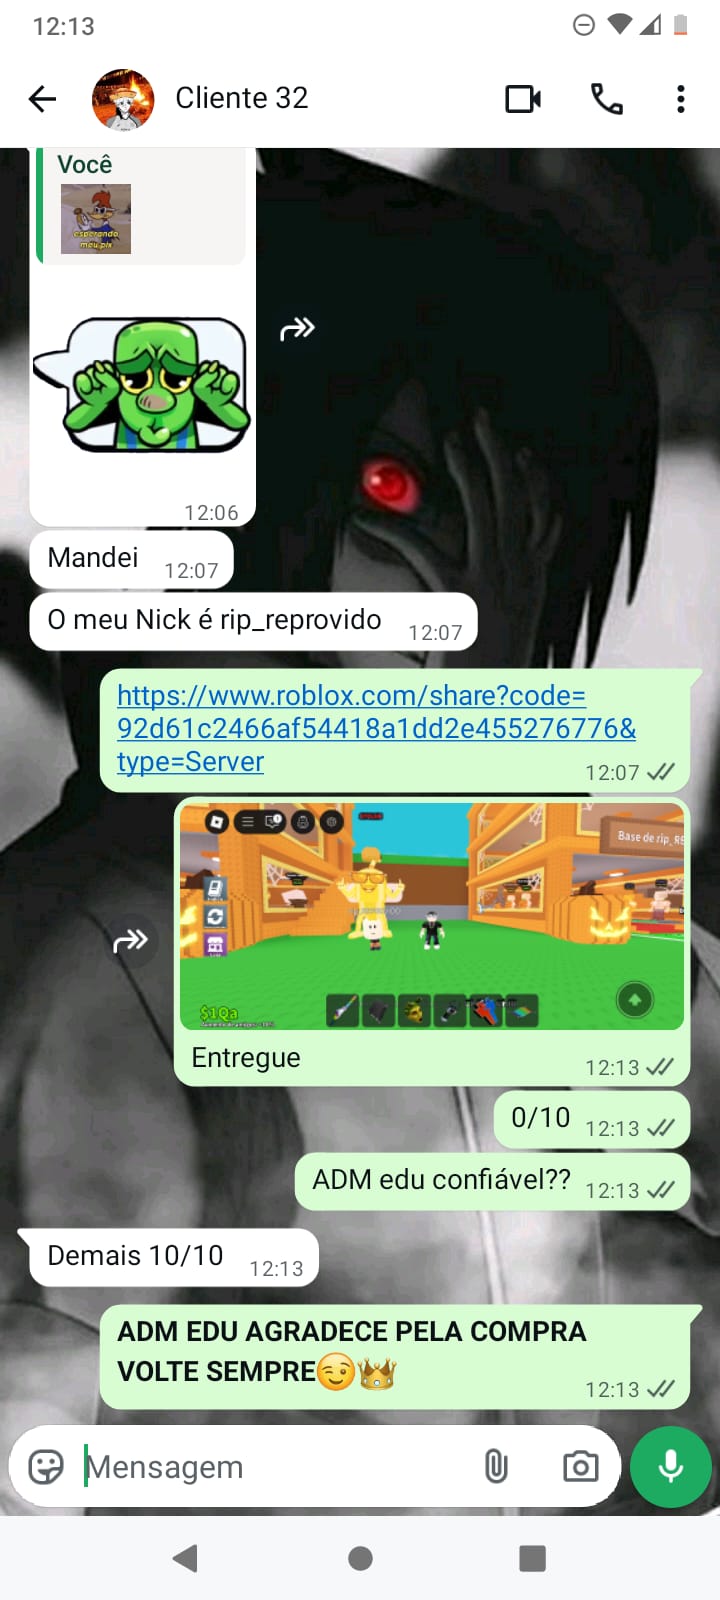 12:13
Cliente 32
Você
esperando
meu pix
12:06
Mandei 12:07
O meu Nick é rip_reprovido 12:07
https://www.roblox.com/share?code=
92d61c2466af54418a1dd2e455276776&
type=Server
12:07
Base de rip_RE
$1Qa
Entregue
12:13
0/10 12:13
ADM edu confiável?? 12:13
Demais 10/10 12:13
ADM EDU AGRADECE PELA COMPRA
VOLTE SEMPRE😉👑
12:13
Mensagem